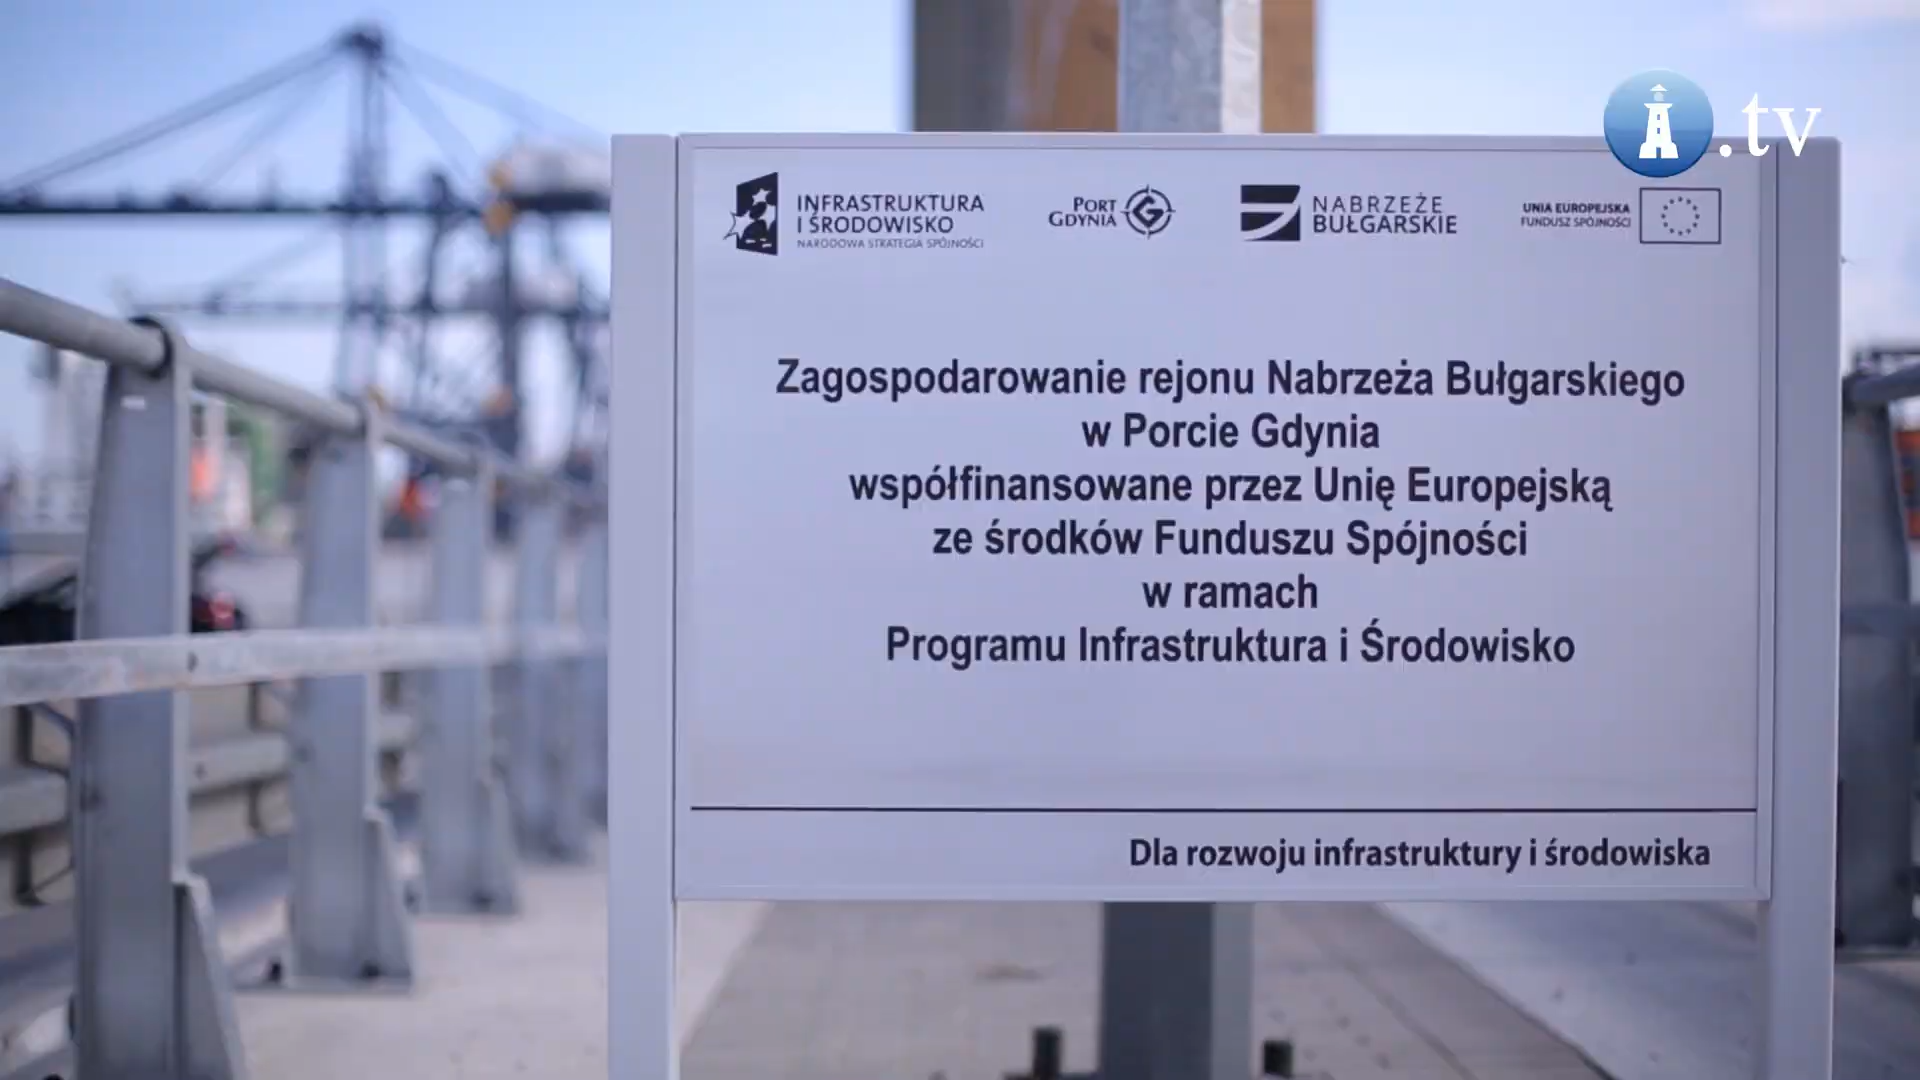 .tv
INFRASTRUKTURA
I ŚRODOWISKO
NARODOWA STRATEGIA SPÓJNOŚCI
PORT
GDYNIA
NABRZEŻE
BUŁGARSKIE
UNIA EUROPEJSKA
FUNDUSZ SPÓJNOŚCI
Zagospodarowanie rejonu Nabrzeża Bułgarskiego
w Porcie Gdynia
współfinansowane przez Unię Europejską
ze środków Funduszu Spójności
w ramach
Programu Infrastruktura i Środowisko
Dla rozwoju infrastruktury i środowiska